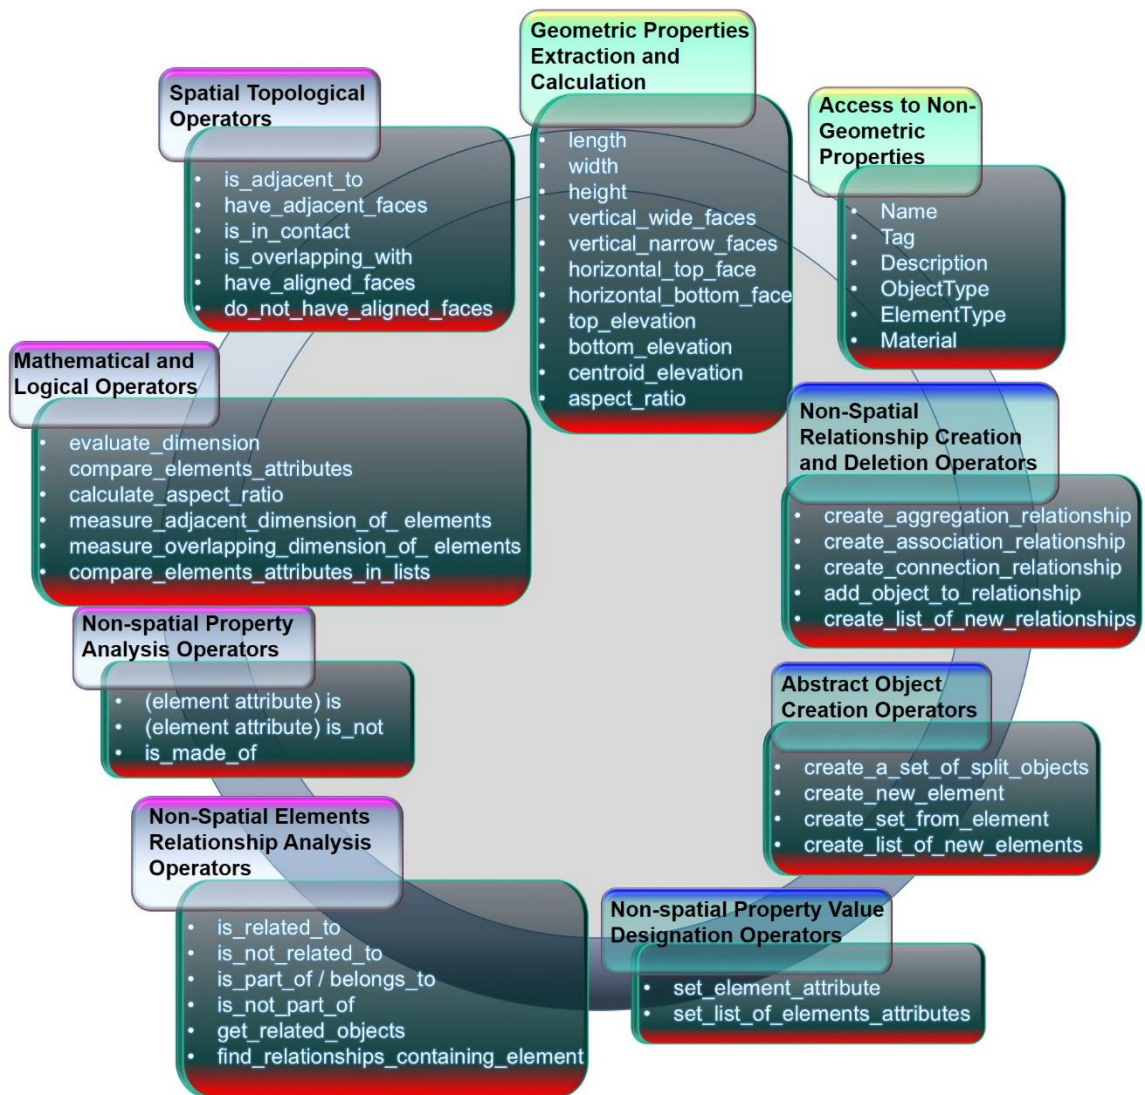 Geometric Properties
Extraction and
Calculation
• length
• width
• height
• vertical_wide_faces
• vertical_narrow_faces
• horizontal_top_face
• horizontal_bottom_face
• top_elevation
• bottom_elevation
• centroid_elevation
• aspect_ratio
Access to Non-
Geometric
Properties
• Name
• Tag
• Description
• ObjectType
• ElementType
• Material
Non-Spatial
Relationship Creation
and Deletion Operators
• create_aggregation_relationship
• create_association_relationship
• create_connection_relationship
• add_object_to_relationship
• create_list_of_new_relationships
Abstract Object
Creation Operators
• create_a_set_of_split_objects
• create_new_element
• create_set_from_element
• create_list_of_new_elements
Non-spatial Property Value
Designation Operators
• set_element_attribute
• set_list_of_elements_attributes
Non-Spatial Elements
Relationship Analysis
Operators
• is_related_to
• is_not_related_to
• is_part_of / belongs_to
• is_not_part_of
• get_related_objects
• find_relationships_containing_element
Non-spatial Property
Analysis Operators
• (element attribute) is
• (element attribute) is_not
• is_made_of
Mathematical and
Logical Operators
• evaluate_dimension
• compare_elements_attributes
• calculate_aspect_ratio
• measure_adjacent_dimension_of_ elements
• measure_overlapping_dimension_of_ elements
• compare_elements_attributes_in_lists
Spatial Topological
Operators
• is_adjacent_to
• have_adjacent_faces
• is_in_contact
• is_overlapping_with
• have_aligned_faces
• do_not_have_aligned_faces